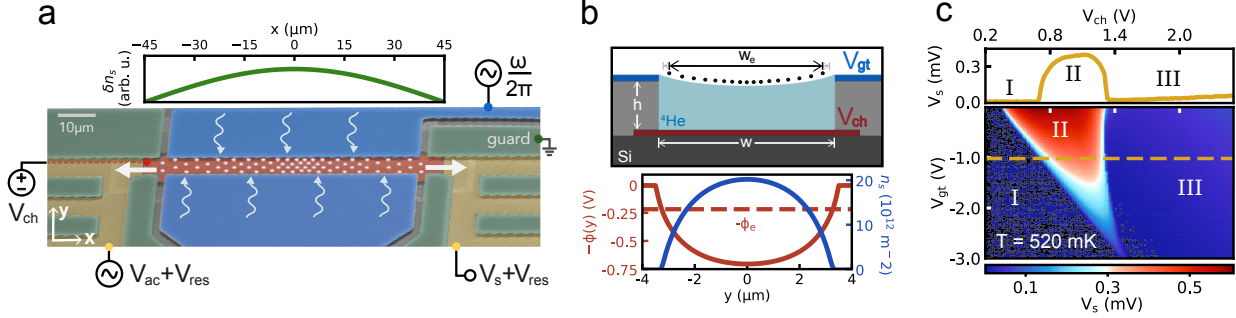 a
x (μm)
-45 -30 -15 0 15 30 45
δnₛ
(arb. u.)
10μm
ω
2π
guard
V_ch
y
x
V_ac+V_res
V_s+V_res
b
w_e
V_gt
h
⁴He
V_ch
Si
w
-ϕ(y) (V)
0
-0.25
-0.50
-0.75
-ϕ_e
20
15
10
5
0
n_s (10¹² m−2)
-4 -2 0 2 4
y (μm)
c
V_ch (V)
0.2 0.8 1.4 2.0
V_s (mV)
0.3
0.0
I II III
V_gt (V)
-1.0
-2.0
-3.0
II
I
III
T = 520 mK
0.1 0.3 0.5
V_s (mV)